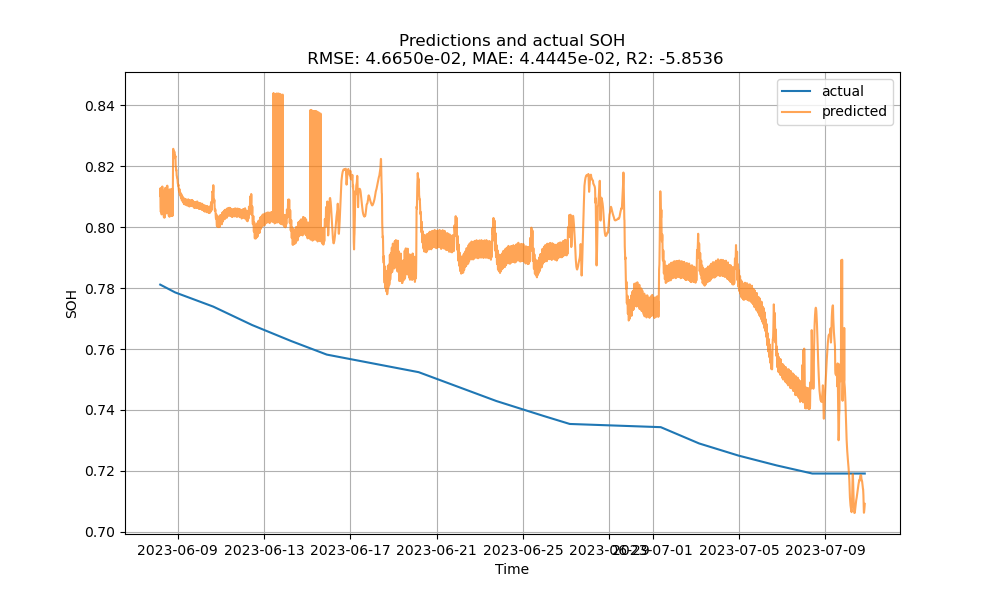 Predictions and actual SOH
RMSE: 4.6650e-02, MAE: 4.4445e-02, R2: -5.8536
actual
predicted
SOH
0.84
0.82
0.80
0.78
0.76
0.74
0.72
0.70
2023-06-09
2023-06-13
2023-06-17
2023-06-21
2023-06-25
2023-06-29
2023-07-01
2023-07-05
2023-07-09
Time